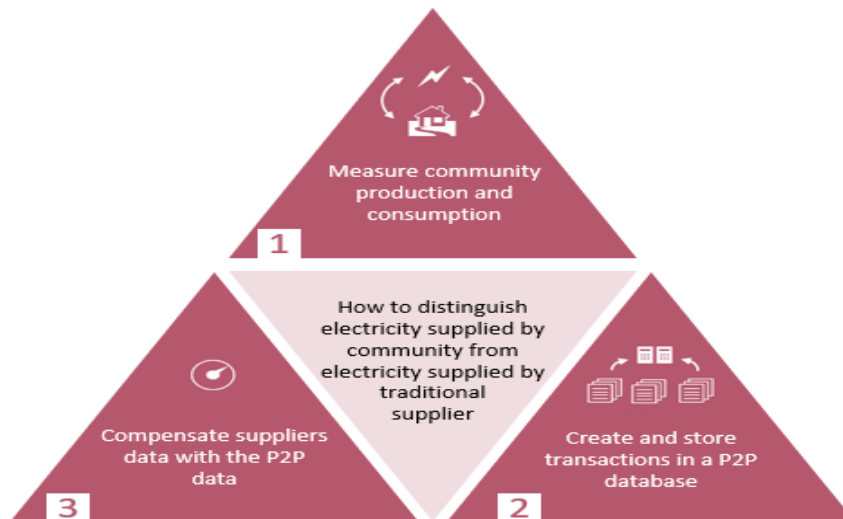 Measure community
production and
consumption
1
How to distinguish
electricity supplied by
community from
electricity supplied by
traditional
supplier
Create and store
transactions in a P2P
database
2
Compensate suppliers
data with the P2P
data
3